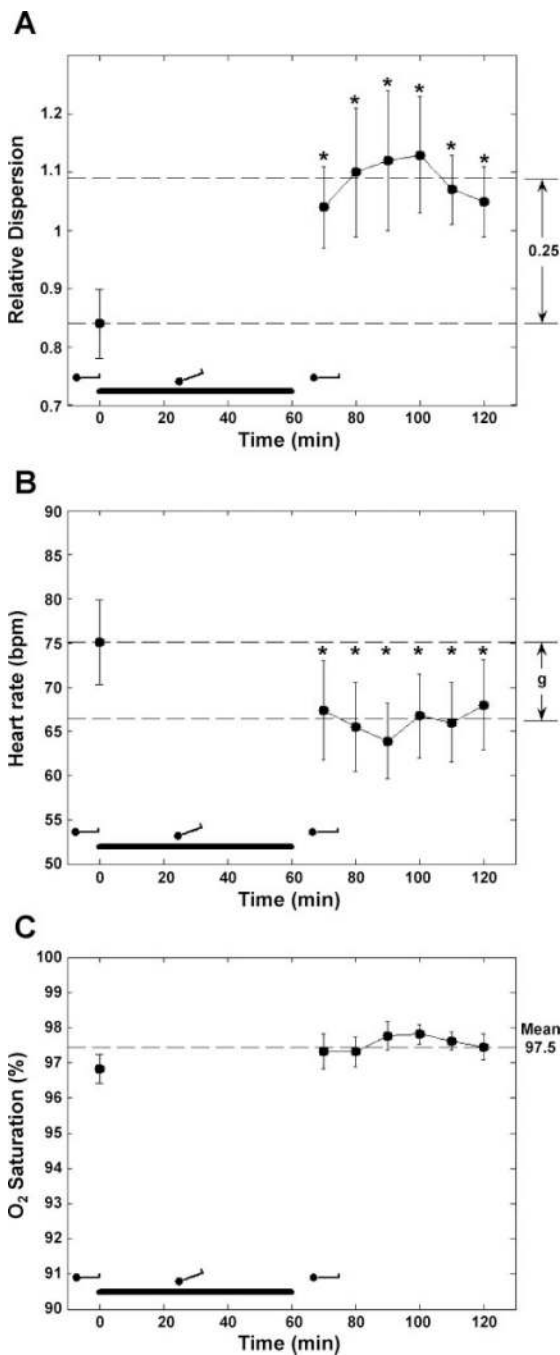 A
Relative Dispersion
1.2
1.1
1
0.9
0.8
0.7
* * * * * *
0.25
0 20 40 60 80 100 120
Time (min)
B
Heart rate (bpm)
90
85
80
75
70
65
60
55
50
* * * * * *
g
0 20 40 60 80 100 120
Time (min)
C
O₂ Saturation (%)
100
99
98
97
96
95
94
93
92
91
90
Mean
97.5
0 20 40 60 80 100 120
Time (min)